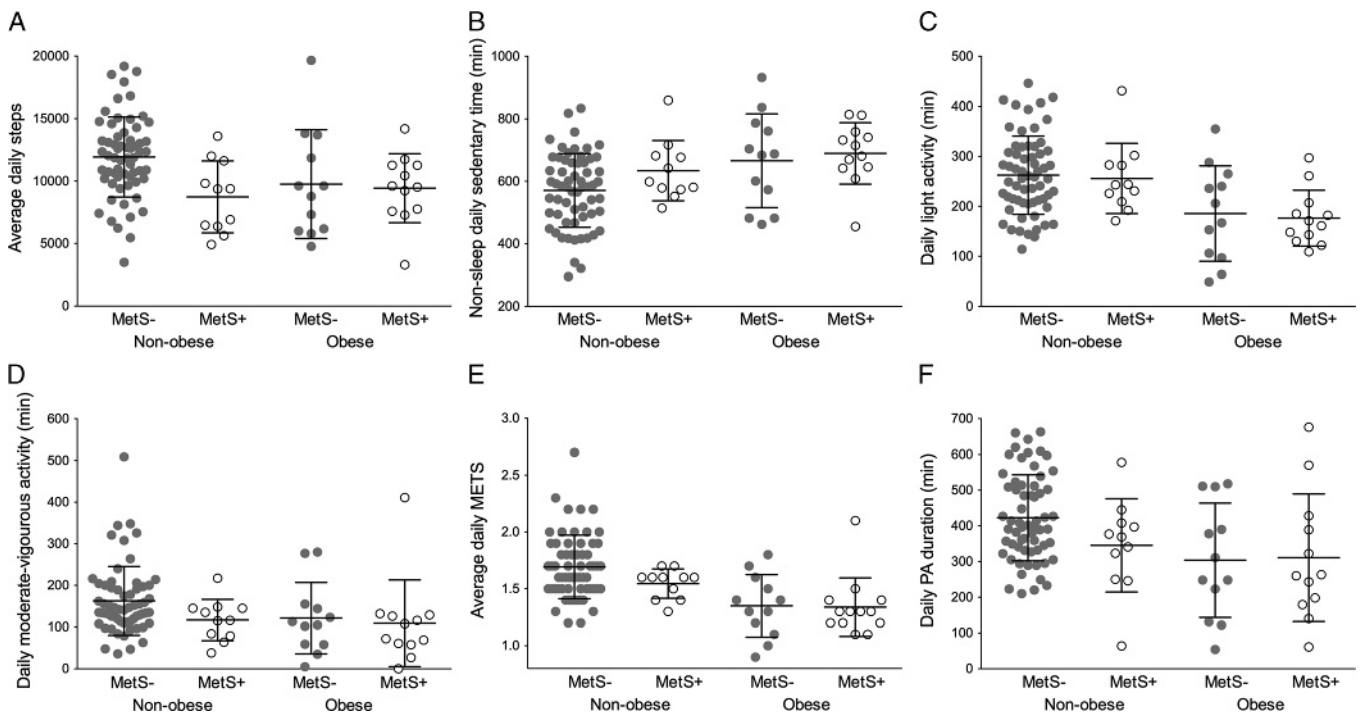 A
Average daily steps
20000
15000
10000
5000
0
MetS- MetS+ MetS- MetS+
Non-obese Obese
B
Non-sleep daily sedentary time (min)
1000
800
600
400
200
MetS- MetS+ MetS- MetS+
Non-obese Obese
C
Daily light activity (min)
500
400
300
200
100
0
MetS- MetS+ MetS- MetS+
Non-obese Obese
D
Daily moderate-vigourous activity (min)
600
500
400
300
200
100
0
MetS- MetS+ MetS- MetS+
Non-obese Obese
E
Average daily METS
3.0
2.5
2.0
1.5
1.0
MetS- MetS+ MetS- MetS+
Non-obese Obese
F
Daily PA duration (min)
700
600
500
400
300
200
100
0
MetS- MetS+ MetS- MetS+
Non-obese Obese